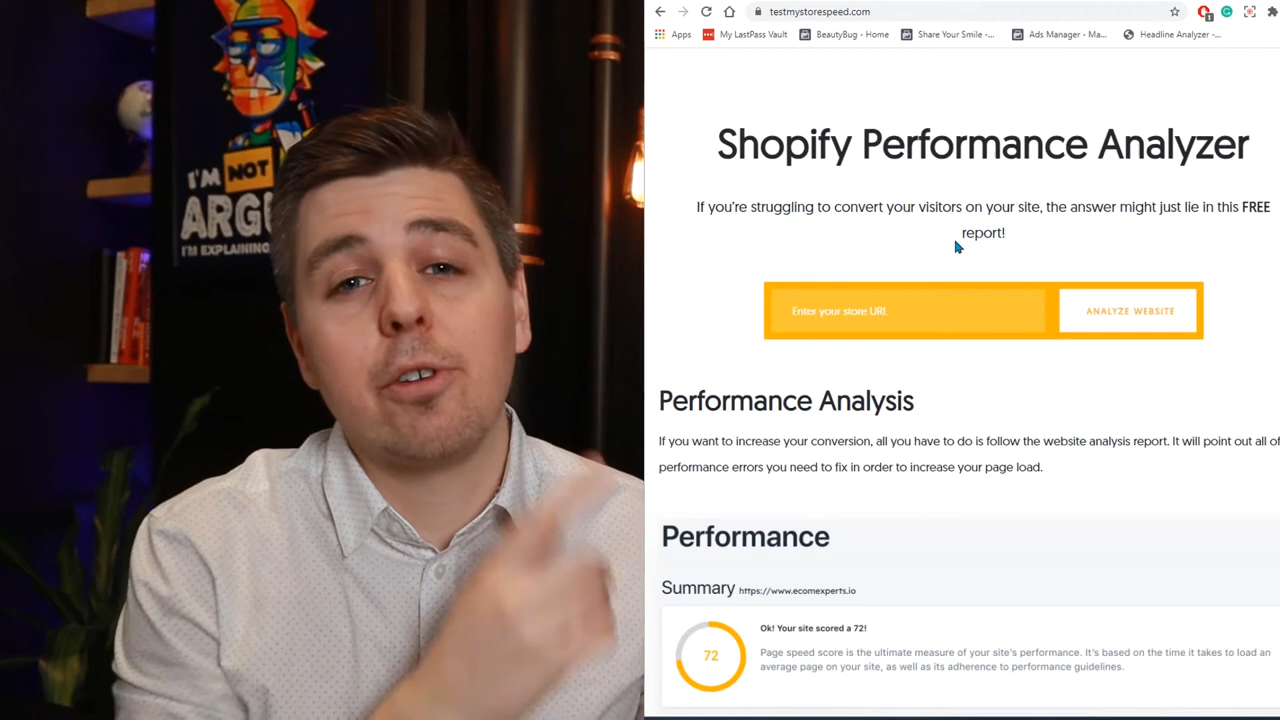 I'M NOT
I'M EXPLAINING
testmystorespeed.com
Apps
My LastPass Vault
BeautyBug - Home
Share Your Smile -...
Ads Manager - Ma...
Headline Analyzer -...
Shopify Performance Analyzer
If you're struggling to convert your visitors on your site, the answer might just lie in this FREE
report!
Enter your store URL
ANALYZE WEBSITE
Performance Analysis
If you want to increase your conversion, all you have to do is follow the website analysis report. It will point out all of
performance errors you need to fix in order to increase your page load.
Performance
Summary https://www.ecomexperts.io
Ok! Your site scored a 72!
72
Page speed score is the ultimate measure of your site's performance. It's based on the time it takes to load an
average page on your site, as well as its adherence to performance guidelines.